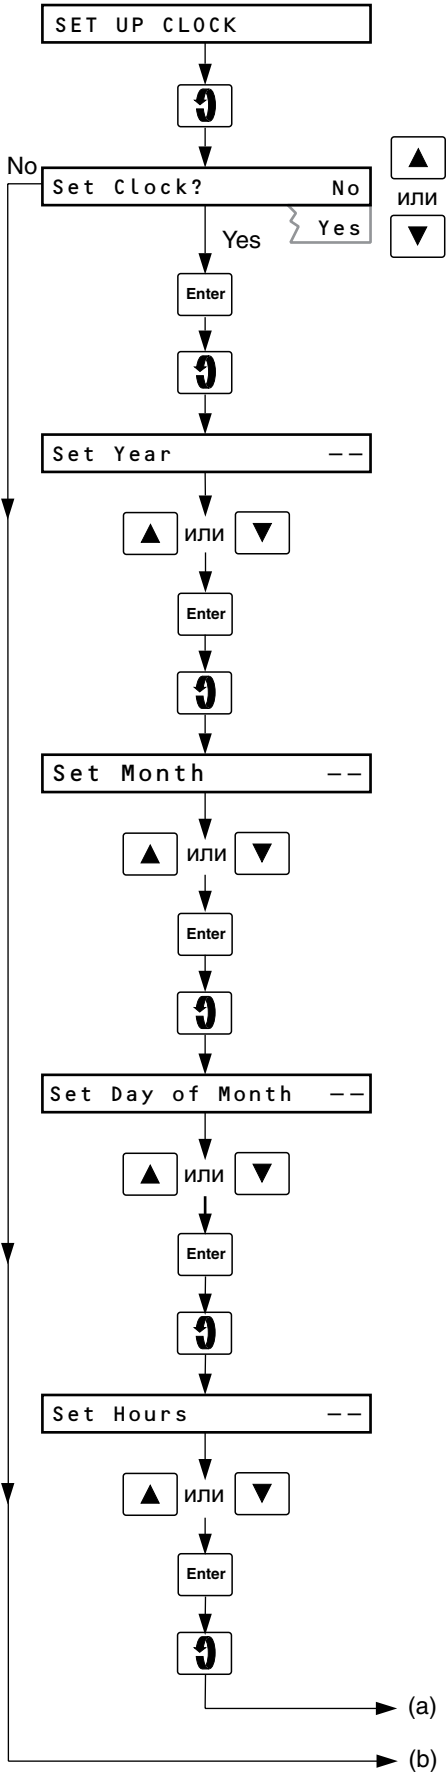 SET UP CLOCK
No
Set Clock? No
или
Yes
Yes
Enter
Set Year – –
или
Enter
Set Month – –
или
Enter
Set Day of Month – –
или
Enter
Set Hours – –
или
Enter
(a)
(b)